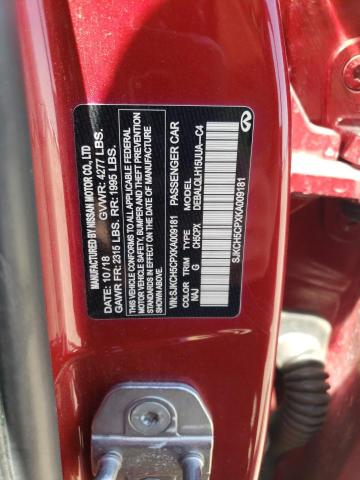 MANUFACTURED BY NISSAN MOTOR CO., LTD
GVWR: 4277 LBS.
DATE: 10/18
GAWR FR: 2315 LBS. RR: 1995 LBS.
THIS VEHICLE CONFORMS TO ALL APPLICABLE FEDERAL
MOTOR VEHICLE SAFETY, BUMPER AND THEFT PREVENTION
STANDARDS IN EFFECT ON THE DATE OF MANUFACTURE
SHOWN ABOVE.
VIN: SJKCH5CPXKA009181 PASSENGER CAR
COLOR TRIM MODEL
NAJ G CH5PX DEBALDLH15UUA--C4
SJKCH5CPXKA009181